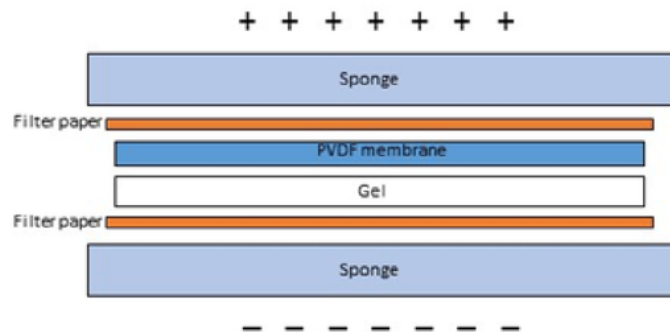 + + + + + + +
Sponge
Filter paper
PVDF membrane
Gel
Filter paper
Sponge
– – – – – – –